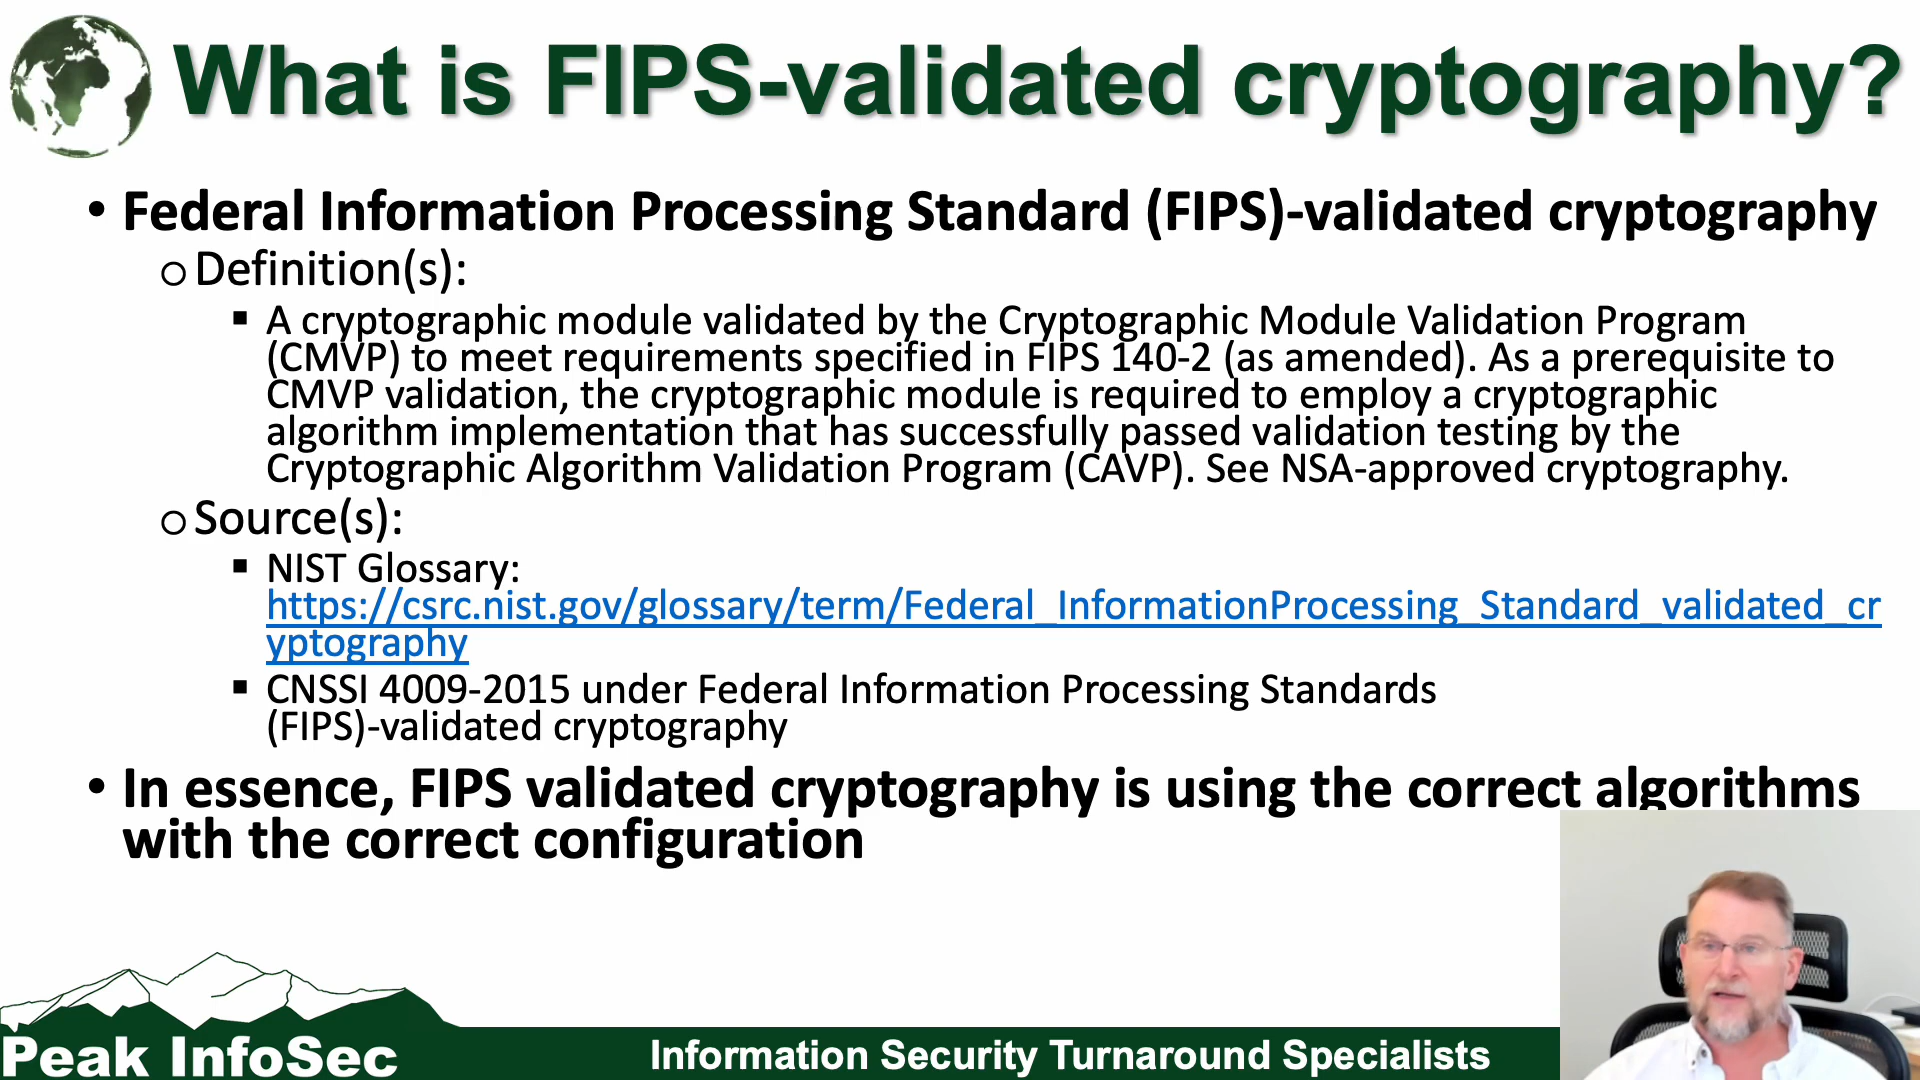 What is FIPS-validated cryptography?
• Federal Information Processing Standard (FIPS)-validated cryptography
o Definition(s):
▪ A cryptographic module validated by the Cryptographic Module Validation Program
(CMVP) to meet requirements specified in FIPS 140-2 (as amended). As a prerequisite to
CMVP validation, the cryptographic module is required to employ a cryptographic
algorithm implementation that has successfully passed validation testing by the
Cryptographic Algorithm Validation Program (CAVP). See NSA-approved cryptography.
o Source(s):
▪ NIST Glossary:
https://csrc.nist.gov/glossary/term/Federal_InformationProcessing_Standard_validated_cr
yptography
▪ CNSSI 4009-2015 under Federal Information Processing Standards
(FIPS)-validated cryptography
• In essence, FIPS validated cryptography is using the correct algorithms
with the correct configuration
Peak InfoSec
Information Security Turnaround Specialists